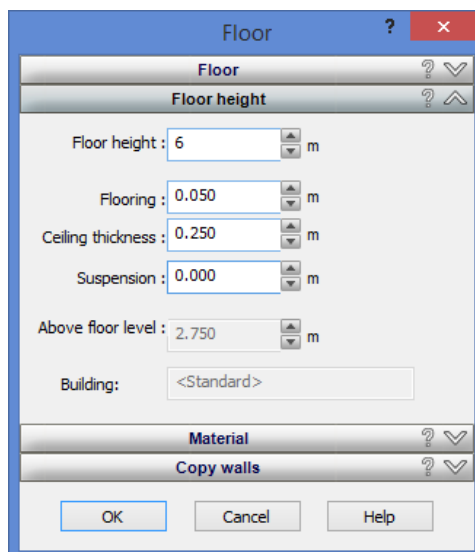 Floor ?
Floor ?
Floor height ?
Floor height : 6 m
Flooring : 0.050 m
Ceiling thickness : 0.250 m
Suspension : 0.000 m
Above floor level : 2.750 m
Building: <Standard>
Material ?
Copy walls ?
OK Cancel Help